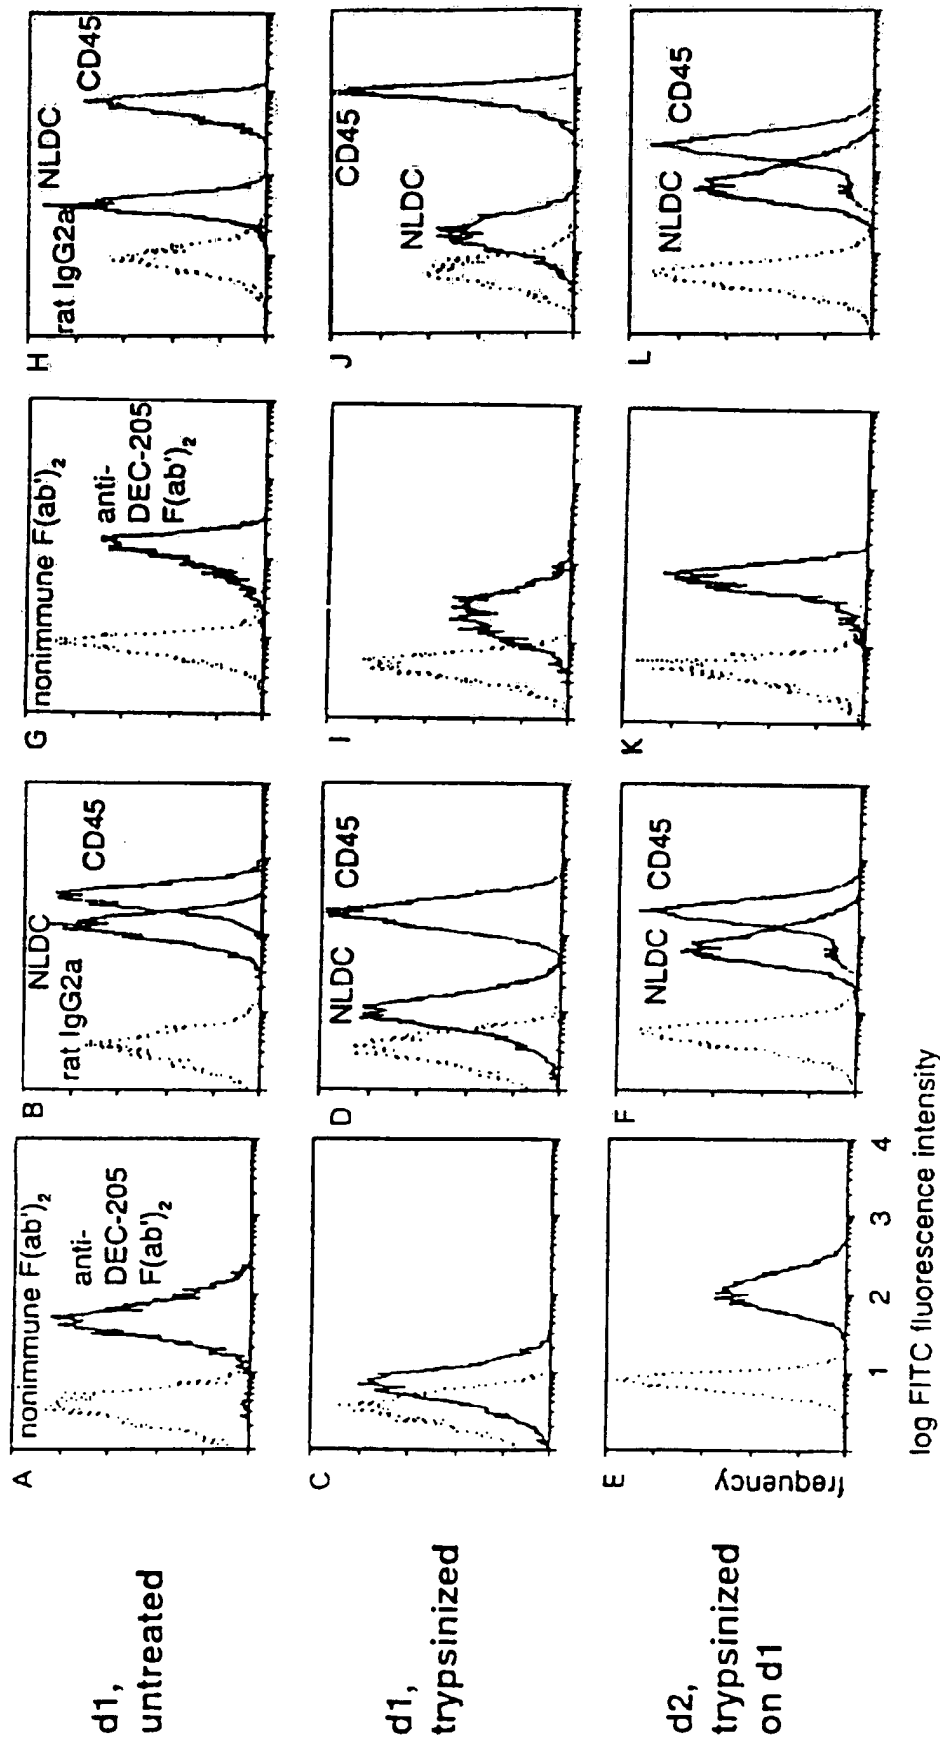 d1,
untreated
A
nonimmune F(ab')₂
anti-
DEC-205
F(ab')₂
B
NLDC
rat IgG2a
CD45
G
nonimmune F(ab')₂
anti-
DEC-205
F(ab')₂
H
rat IgG2a
NLDC
CD45
d1,
trypsinized
C
D
NLDC
CD45
I
J
NLDC
CD45
d2,
trypsinized
on d1
E
frequency
1 2 3 4
F
NLDC
CD45
K
L
NLDC
CD45
log FITC fluorescence intensity